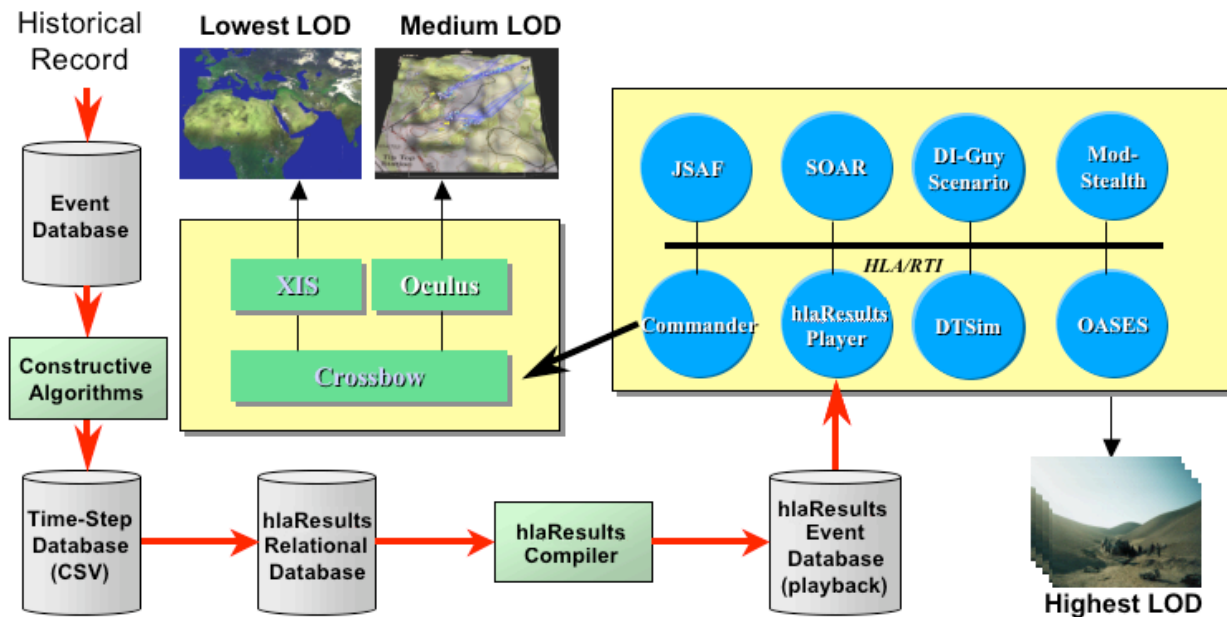 Historical
Record
Lowest LOD
Medium LOD
Event
Database
Constructive
Algorithms
Time-Step
Database
(CSV)
hlaResults
Relational
Database
hlaResults
Compiler
hlaResults
Event
Database
(playback)
XIS
Oculus
Crossbow
JSAF
SOAR
DI-Guy
Scenario
Mod-
Stealth
HLA/RTI
Commander
hlaResults
Player
DTSim
OASES
Highest LOD